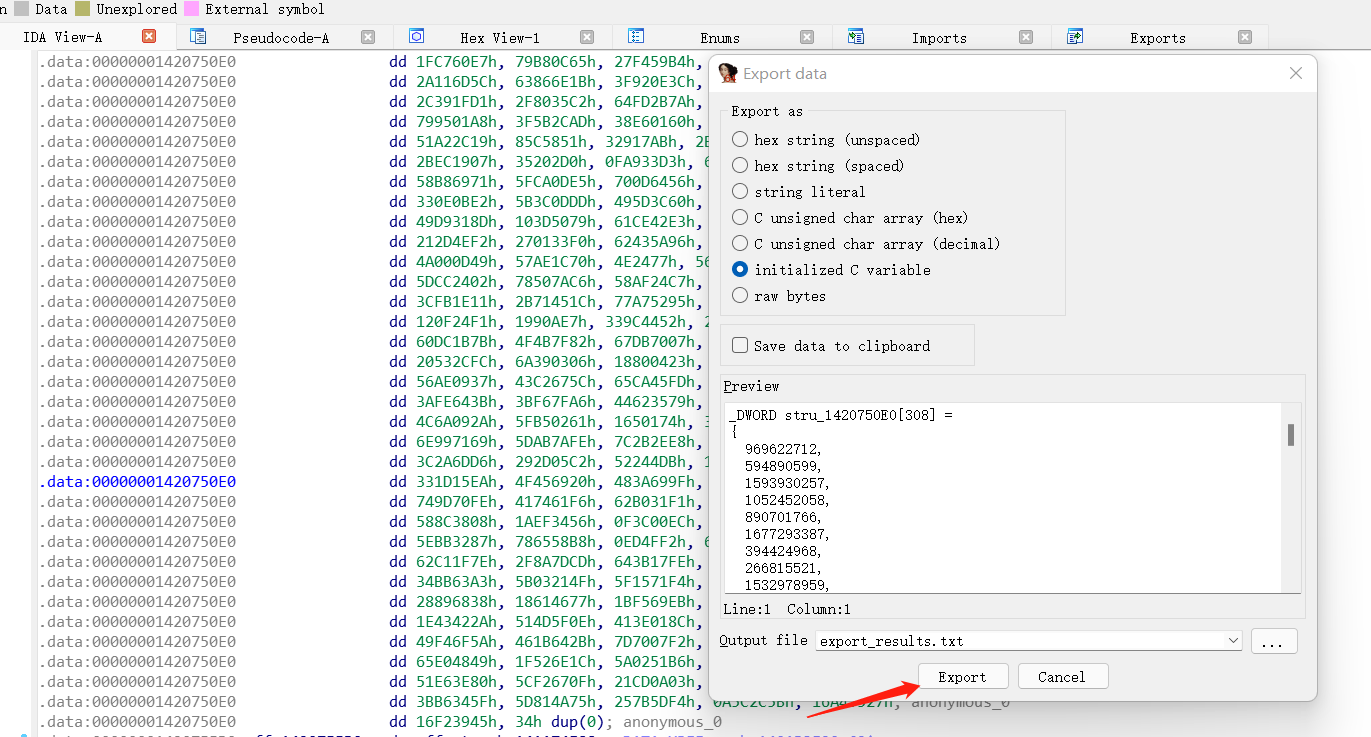 n Data Unexplored External symbol
IDA View-A Pseudocode-A Hex View-1 Enums Imports Exports
.data:00000001420750E0 dd 1FC760E7h, 79B80C65h, 27F459B4h,
.data:00000001420750E0 dd 2A116D5Ch, 63866E1Bh, 3F920E3Ch,
.data:00000001420750E0 dd 2C391FD1h, 2F8035C2h, 64FD2B7Ah,
.data:00000001420750E0 dd 799501A8h, 3F5B2CADh, 38E60160h,
.data:00000001420750E0 dd 51A22C19h, 85C5851h, 32917ABh, 2
.data:00000001420750E0 dd 2BEC1907h, 35202D0h, 0FA933D3h,
.data:00000001420750E0 dd 58B86971h, 5FCA0DE5h, 700D6456h,
.data:00000001420750E0 dd 330E0BE2h, 5B3C0DDDh, 495D3C60h,
.data:00000001420750E0 dd 49D9318Dh, 103D5079h, 61CE42E3h,
.data:00000001420750E0 dd 212D4EF2h, 270133F0h, 62435A96h,
.data:00000001420750E0 dd 4A000D49h, 57AE1C70h, 4E2477h, 56
.data:00000001420750E0 dd 5DCC2402h, 78507AC6h, 58AF24C7h,
.data:00000001420750E0 dd 3CFB1E11h, 2B71451Ch, 77A75295h,
.data:00000001420750E0 dd 120F24F1h, 1990AE7h, 339C4452h, 2
.data:00000001420750E0 dd 60DC1B7Bh, 4F4B7F82h, 67DB7007h,
.data:00000001420750E0 dd 20532CFCh, 6A390306h, 18800423h,
.data:00000001420750E0 dd 56AE0937h, 43C2675Ch, 65CA45FDh,
.data:00000001420750E0 dd 3AFE643Bh, 3BF67FA6h, 44623579h,
.data:00000001420750E0 dd 4C6A092Ah, 5FB50261h, 1650174h, 3
.data:00000001420750E0 dd 6E997169h, 5DAB7AFEh, 7C2B2EE8h,
.data:00000001420750E0 dd 3C2A6DD6h, 292D05C2h, 52244DBh, 1
.data:00000001420750E0 dd 331D15EAh, 4F456920h, 483A699Fh,
.data:00000001420750E0 dd 749D70FEh, 417461F6h, 62B031F1h,
.data:00000001420750E0 dd 588C3808h, 1AEF3456h, 0F3C00ECh,
.data:00000001420750E0 dd 5EBB3287h, 786558B8h, 0ED4FF2h, 6
.data:00000001420750E0 dd 62C11F7Eh, 2F8A7DCDh, 643B17FEh,
.data:00000001420750E0 dd 34BB63A3h, 5B03214Fh, 5F1571F4h,
.data:00000001420750E0 dd 28896838h, 18614677h, 1BF569EBh,
.data:00000001420750E0 dd 1E43422Ah, 514D5F0Eh, 413E018Ch,
.data:00000001420750E0 dd 49F46F5Ah, 461B642Bh, 7D7007F2h,
.data:00000001420750E0 dd 65E04849h, 1F526E1Ch, 5A0251B6h,
.data:00000001420750E0 dd 51E63E80h, 5CF2670Fh, 21CD0A03h,
.data:00000001420750E0 dd 3BB6345Fh, 5D814A75h, 257B5DF4h, anonymous_0
.data:00000001420750E0 dd 16F23945h, 34h dup(0); anonymous_0
Export data
Export as
hex string (unspaced)
hex string (spaced)
string literal
C unsigned char array (hex)
C unsigned char array (decimal)
initialized C variable
raw bytes
Save data to clipboard
Preview
_DWORD stru_1420750E0[308] =
{
969622712,
594890599,
1593930257,
1052452058,
890701766,
1677293387,
394424968,
266815521,
1532978959,
Line:1 Column:1
Output file export_results.txt ...
Export Cancel